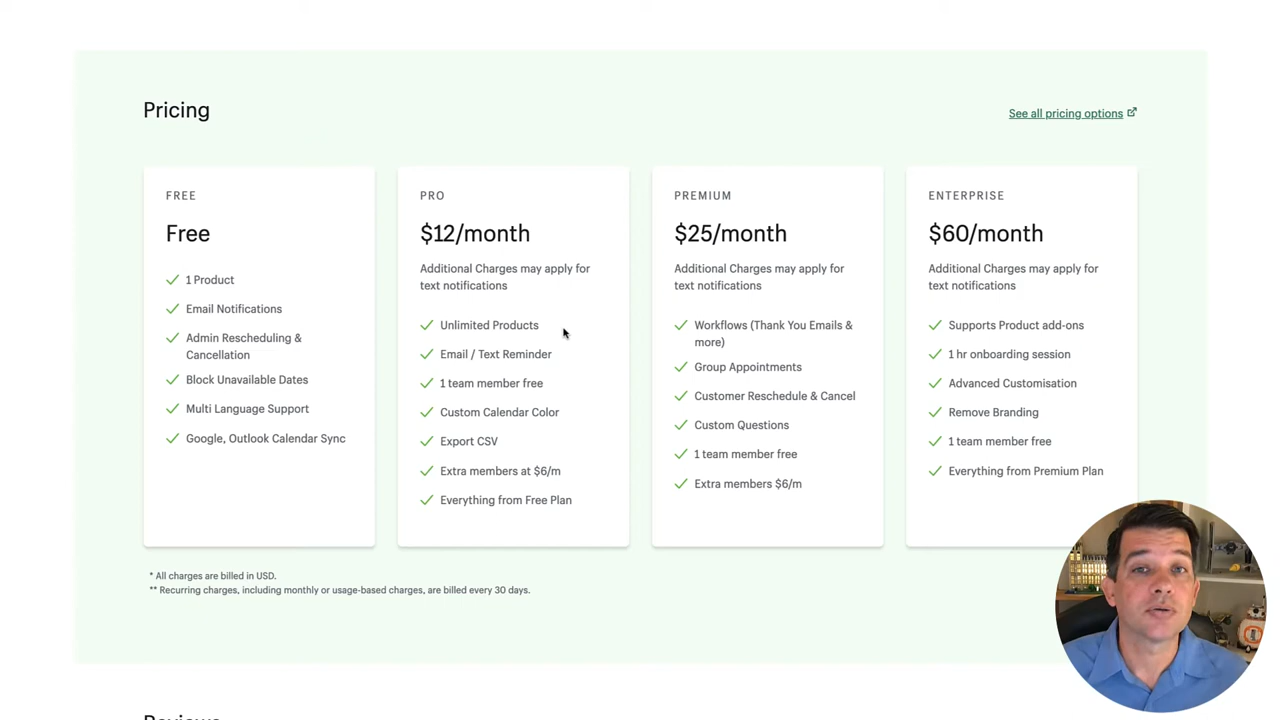 Pricing
See all pricing options
FREE
Free
1 Product
Email Notifications
Admin Rescheduling &
Cancellation
Block Unavailable Dates
Multi Language Support
Google, Outlook Calendar Sync
PRO
$12/month
Additional Charges may apply for
text notifications
Unlimited Products
Email / Text Reminder
1 team member free
Custom Calendar Color
Export CSV
Extra members at $6/m
Everything from Free Plan
PREMIUM
$25/month
Additional Charges may apply for
text notifications
Workflows (Thank You Emails &
more)
Group Appointments
Customer Reschedule & Cancel
Custom Questions
1 team member free
Extra members $6/m
ENTERPRISE
$60/month
Additional Charges may apply for
text notifications
Supports Product add-ons
1 hr onboarding session
Advanced Customisation
Remove Branding
1 team member free
Everything from Premium Plan
* All charges are billed in USD.
** Recurring charges, including monthly or usage-based charges, are billed every 30 days.
Reviews